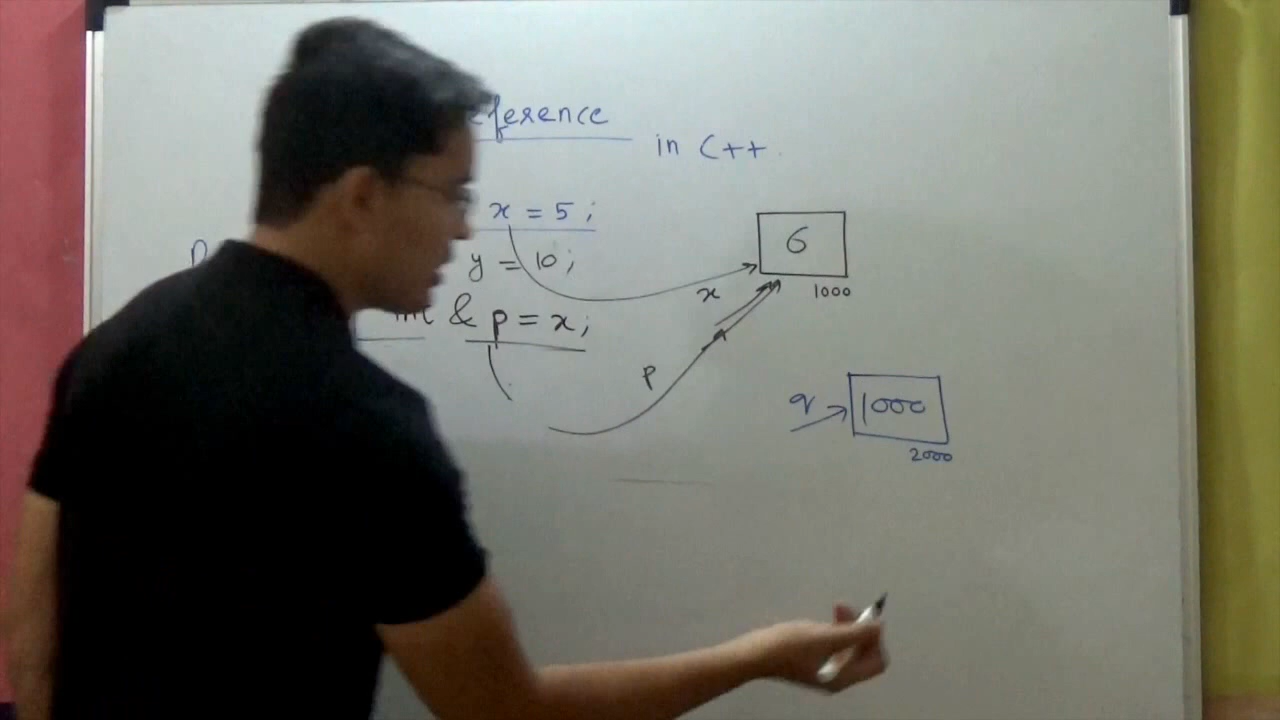 eference
in C++
x = 5 ;
y = 10 ;
& p = x ;
6
x
1000
p
q
1000
2000